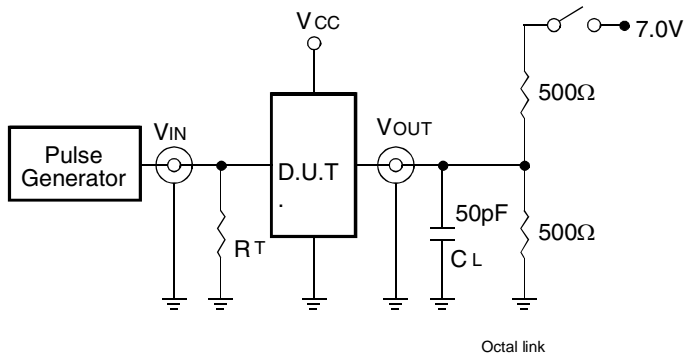 VCC
7.0V
500Ω
Pulse
Generator
VIN
D.U.T
.
VOUT
RT
50pF
CL
500Ω
Octal link